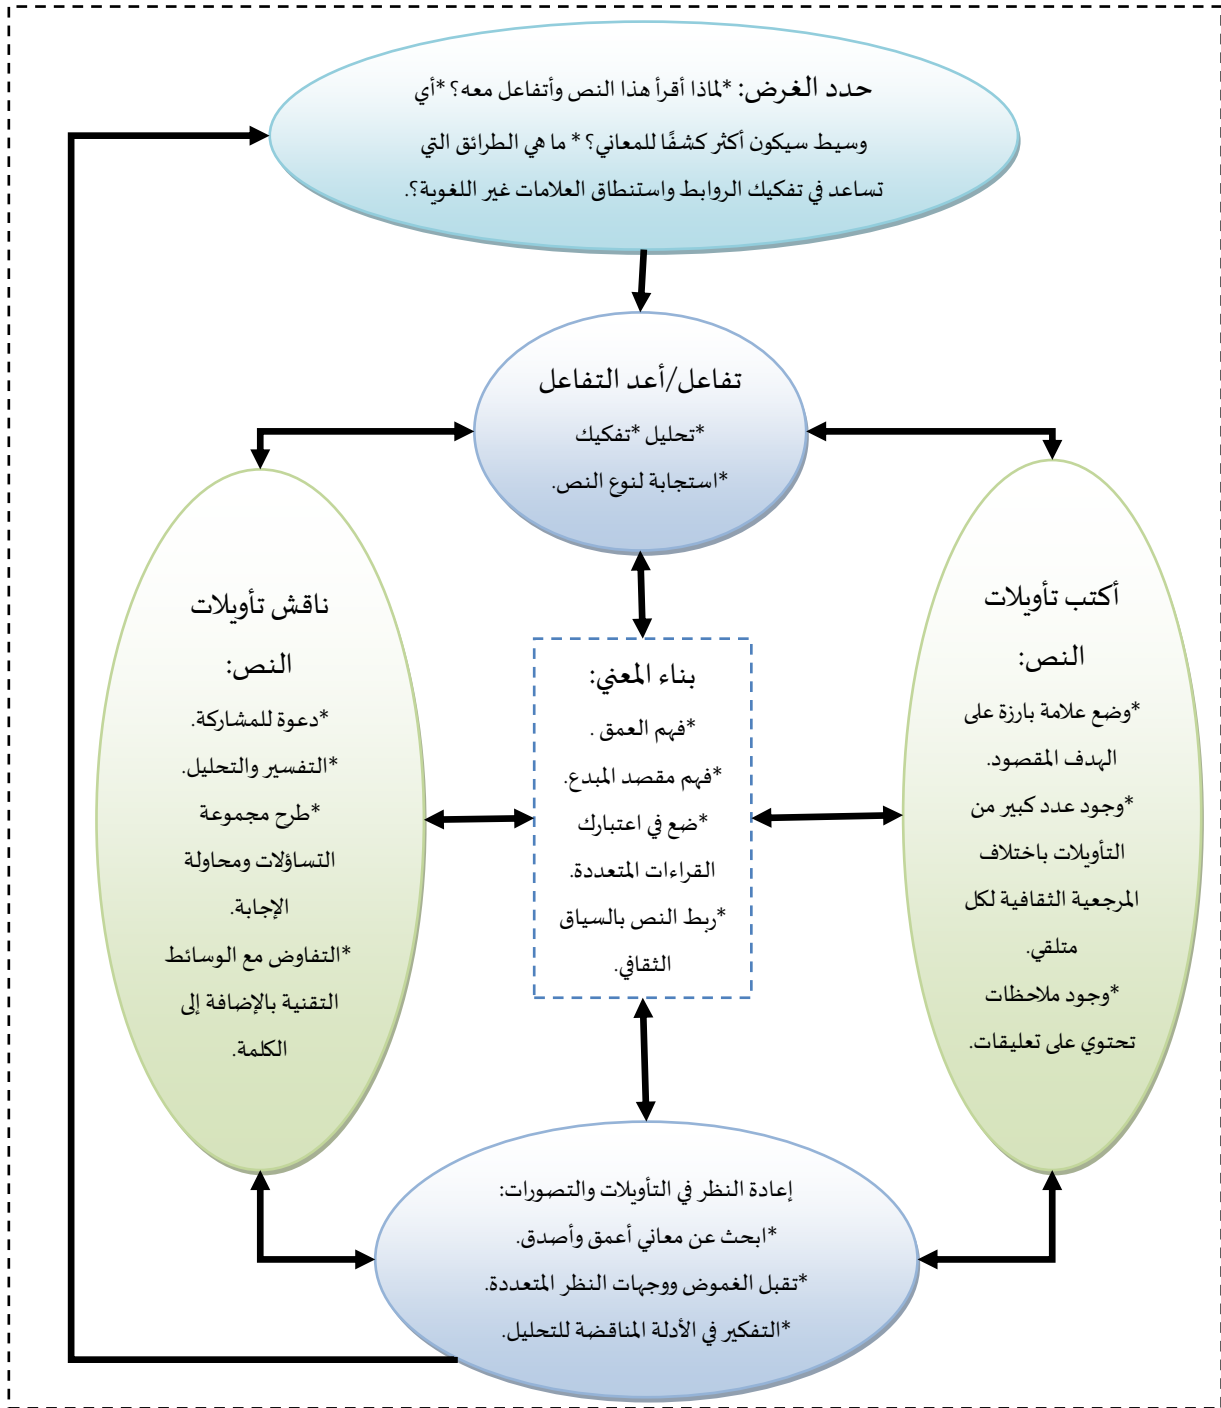 حدد الغرض: *لماذا أقرأ هذا النص وأتفاعل معه؟ *أي
وسيط سيكون أكثر كشفًا للمعاني؟ * ما هي الطرائق التي
تساعد في تفكيك الروابط واستنطاق العلامات غير اللغوية؟.
تفاعل/أعد التفاعل
*تحليل *تفكيك
*استجابة لنوع النص.
أكتب تأويلات
النص:
*وضع علامة بارزة على
الهدف المقصود.
*وجود عدد كبير من
التأويلات باختلاف
المرجعية الثقافية لكل
متلقي.
*وجود ملاحظات
تحتوي على تعليقات.
بناء المعني:
*فهم العمق .
*فهم مقصد المبدع.
*ضع في اعتبارك
القراءات المتعددة.
*ربط النص بالسياق
الثقافي.
ناقش تأويلات
النص:
*دعوة للمشاركة.
*التفسير والتحليل.
*طرح مجموعة
التساؤلات ومحاولة
الإجابة.
*التفاوض مع الوسائط
التقنية بالإضافة إلى
الكلمة.
إعادة النظر في التأويلات والتصورات:
*ابحث عن معاني أعمق وأصدق.
*تقبل الغموض ووجهات النظر المتعددة.
*التفكير في الأدلة المناقضة للتحليل.